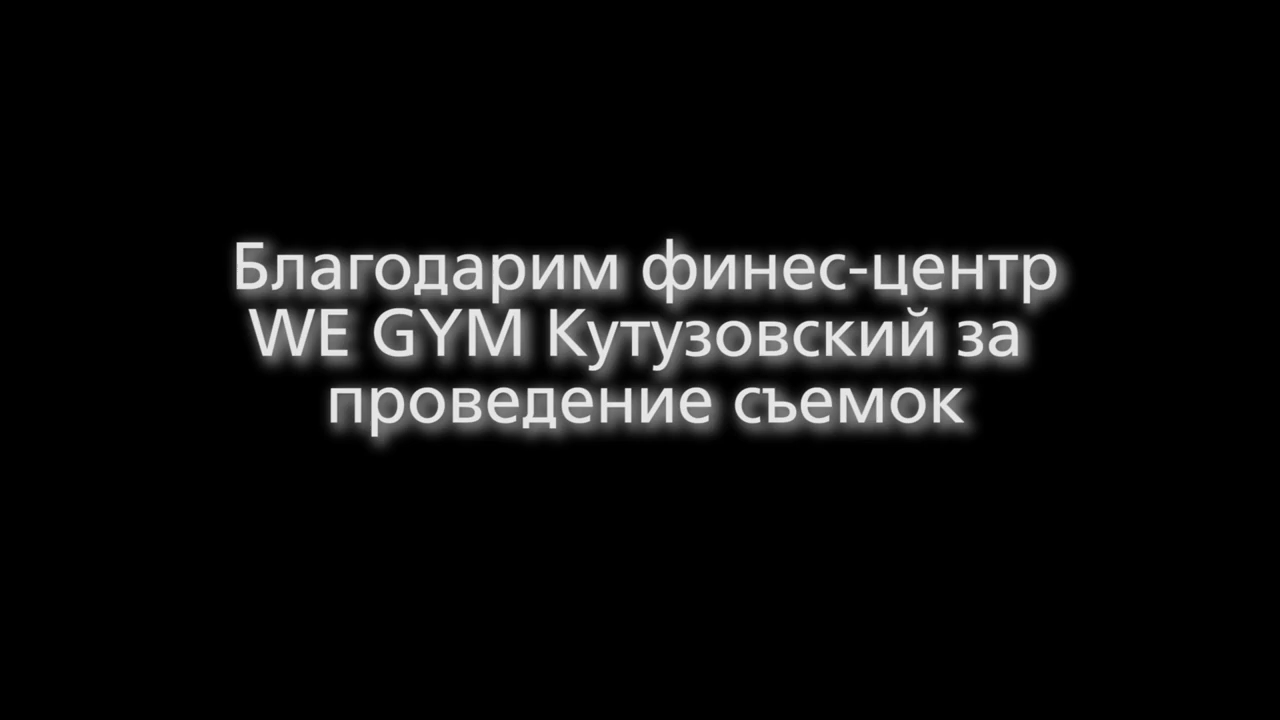 Благодарим финес-центр
WE GYM Кутузовский за
проведение съемок